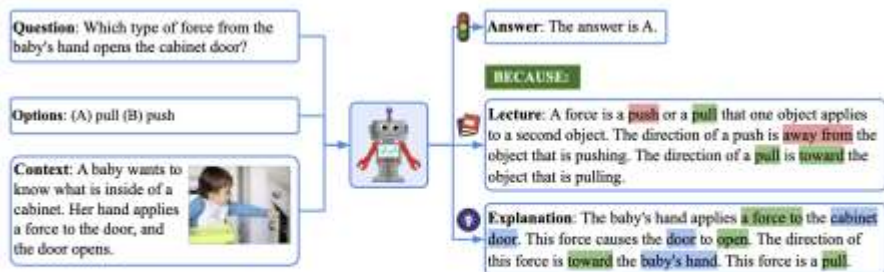 Question: Which type of force from the
baby's hand opens the cabinet door?
Options: (A) pull (B) push
Context: A baby wants to
know what is inside of a
cabinet. Her hand applies
a force to the door, and
the door opens.
Answer: The answer is A.
BECAUSE:
Lecture: A force is a push or a pull that one object applies
to a second object. The direction of a push is away from the
object that is pushing. The direction of a pull is toward the
object that is pulling.
Explanation: The baby's hand applies a force to the cabinet
door. This force causes the door to open. The direction of
this force is toward the baby's hand. This force is a pull.